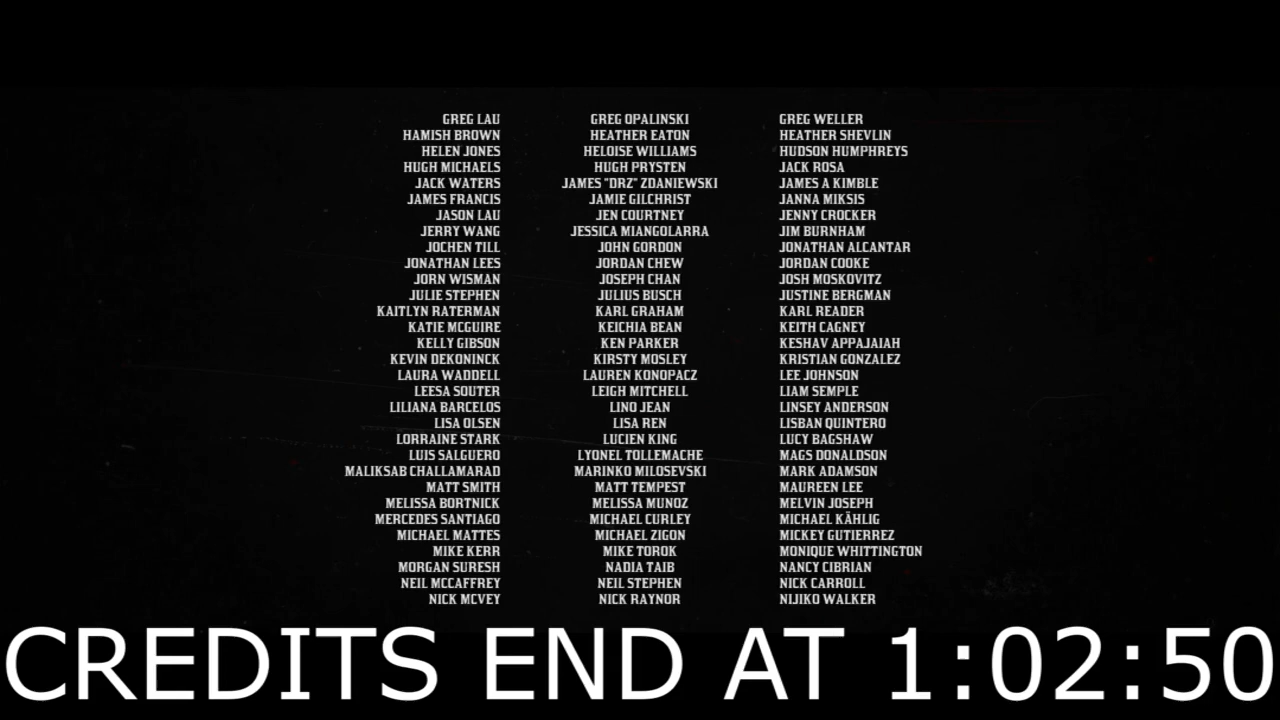 GREG LAU GREG OPALINSKI GREG WELLER
HAMISH BROWN HEATHER EATON HEATHER SHEVLIN
HELEN JONES HELOISE WILLIAMS HUDSON HUMPHREYS
HUGH MICHAELS HUGH PRYSTEN JACK ROSA
JACK WATERS JAMES "DRZ" ZDANIEWSKI JAMES A KIMBLE
JAMES FRANCIS JAMIE GILCHRIST JANNA MIKSIS
JASON LAU JEN COURTNEY JENNY CROCKER
JERRY WANG JESSICA MIANGOLARRA JIM BURNHAM
JOCHEN TILL JOHN GORDON JONATHAN ALCANTAR
JONATHAN LEES JORDAN CHEW JORDAN COOKE
JORN WISMAN JOSEPH CHAN JOSH MOSKOVITZ
JULIE STEPHEN JULIUS BUSCH JUSTINE BERGMAN
KAITLYN RATERMAN KARL GRAHAM KARL READER
KATIE MCGUIRE KEICHIA BEAN KEITH CAGNEY
KELLY GIBSON KEN PARKER KESHAV APPAJAIAH
KEVIN DEKONINCK KIRSTY MOSLEY KRISTIAN GONZALEZ
LAURA WADDELL LAUREN KONOPACZ LEE JOHNSON
LEESA SOUTER LEIGH MITCHELL LIAM SEMPLE
LILIANA BARCELOS LINO JEAN LINSEY ANDERSON
LISA OLSEN LISA REN LISBAN QUINTERO
LORRAINE STARK LUCIEN KING LUCY BAGSHAW
LUIS SALGUERO LYONEL TOLLEMACHE MAGS DONALDSON
MALIKSAB CHALLAMARAD MARINKO MILOSEVSKI MARK ADAMSON
MATT SMITH MATT TEMPEST MAUREEN LEE
MELISSA BORTNICK MELISSA MUNOZ MELVIN JOSEPH
MERCEDES SANTIAGO MICHAEL CURLEY MICHAEL KÄHLIG
MICHAEL MATTES MICHAEL ZIGON MICKEY GUTIERREZ
MIKE KERR MIKE TOROK MONIQUE WHITTINGTON
MORGAN SURESH NADIA TAIB NANCY CIBRIAN
NEIL MCCAFFREY NEIL STEPHEN NICK CARROLL
NICK MCVEY NICK RAYNOR NIJIKO WALKER
CREDITS END AT 1:02:50